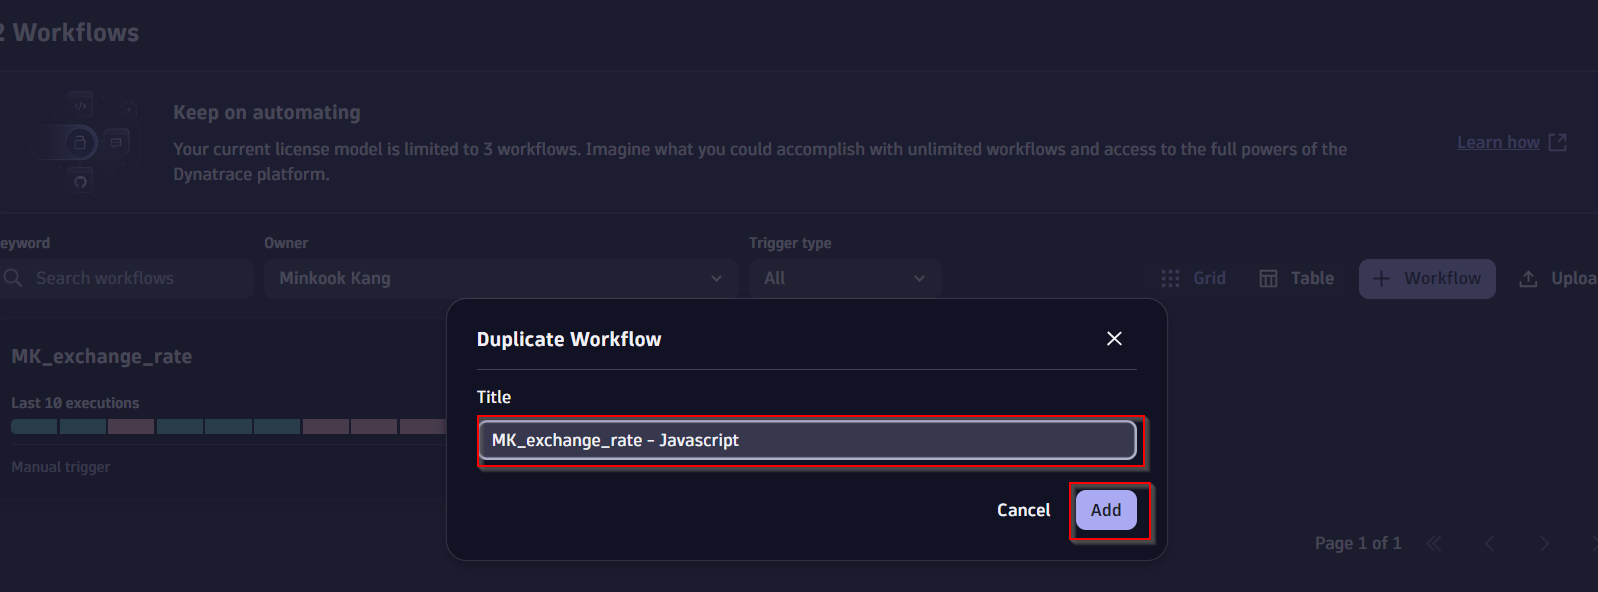 2 Workflows
Keep on automating
Your current license model is limited to 3 workflows. Imagine what you could accomplish with unlimited workflows and access to the full powers of the
Dynatrace platform.
Learn how
eyword
Owner
Trigger type
Search workflows
Minkook Kang
All
Grid
Table
Workflow
Uploa
Duplicate Workflow
Title
MK_exchange_rate - Javascript
Cancel
Add
MK_exchange_rate
Last 10 executions
Manual trigger
Page 1 of 1